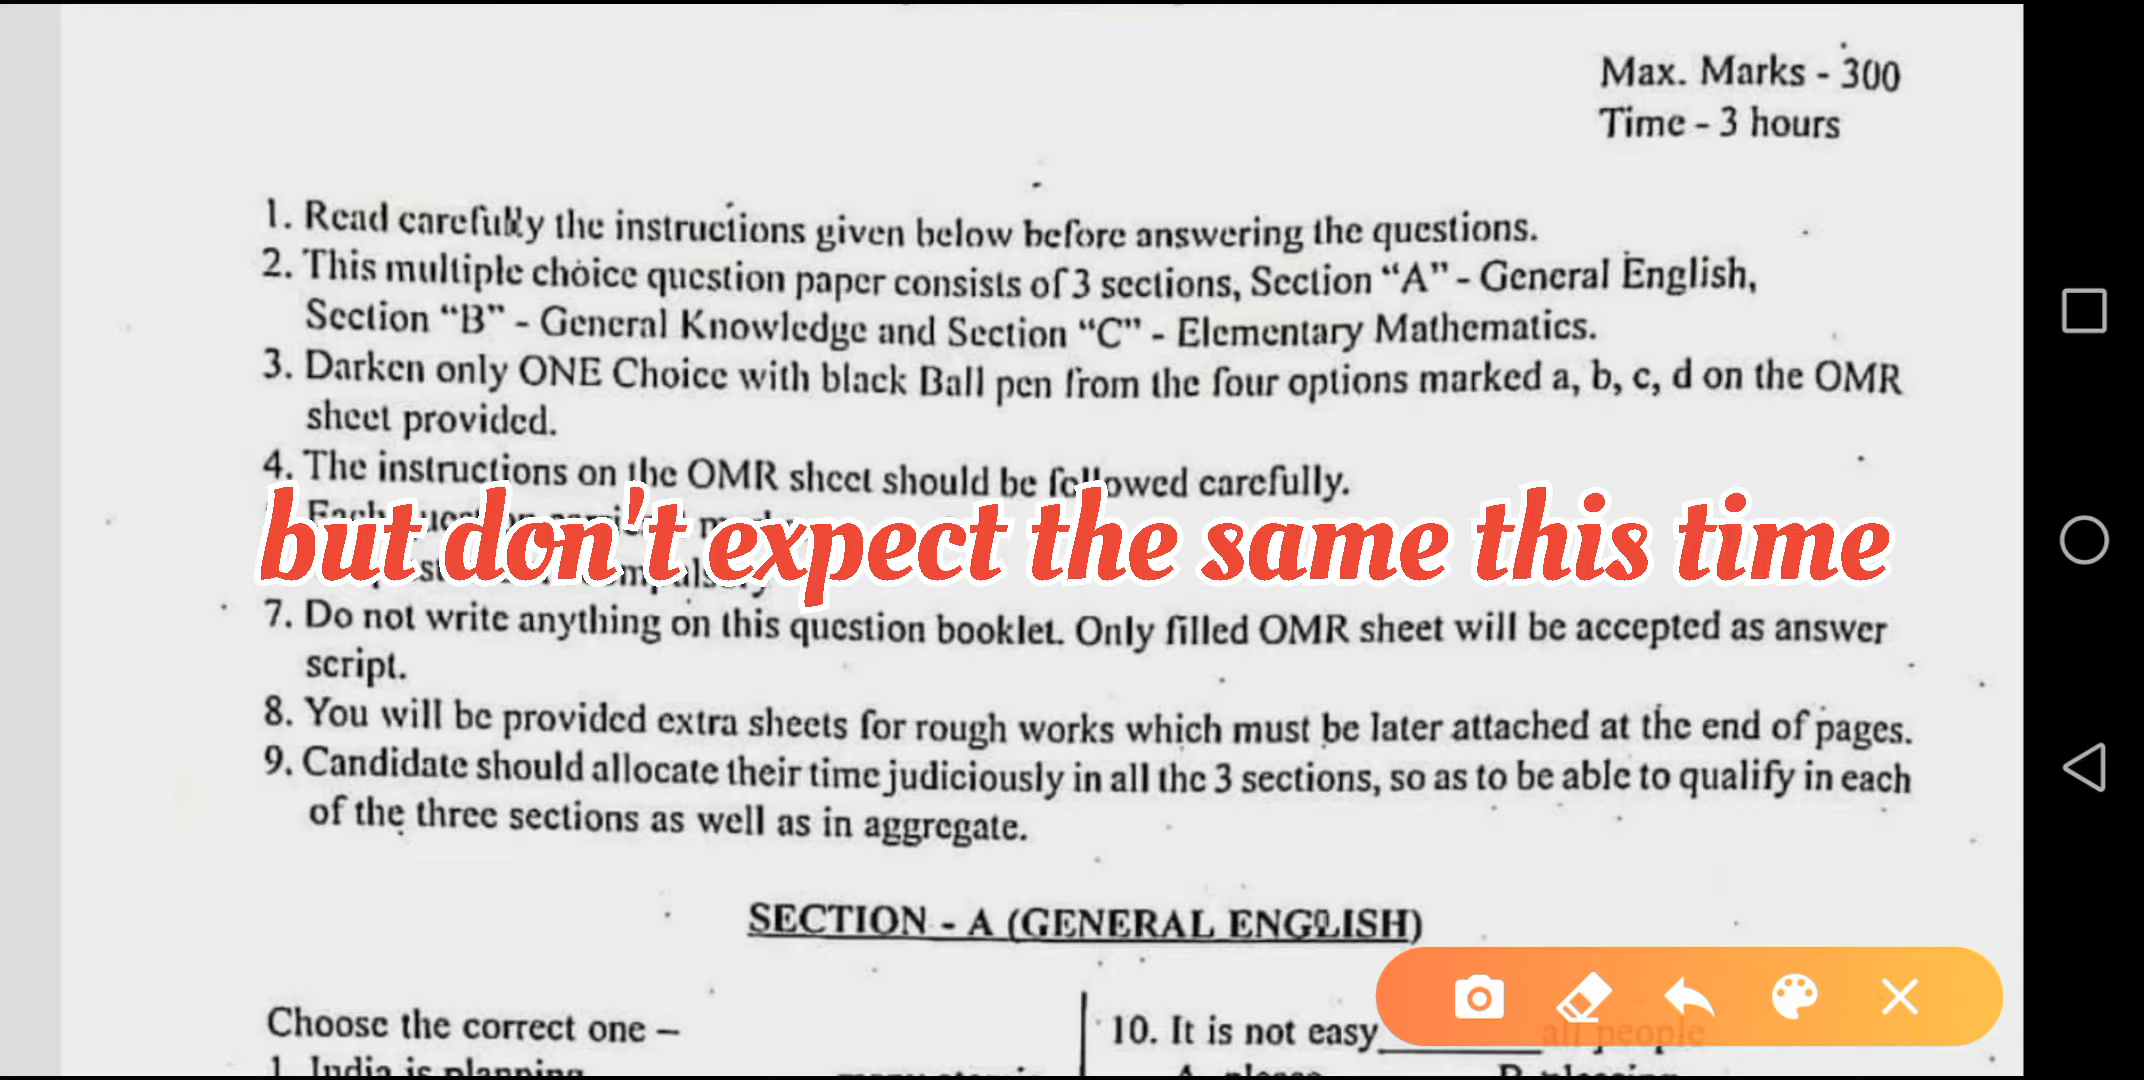 Max. Marks - 300
Time - 3 hours
1. Read carefully the instructions given below before answering the questions.
2. This multiple choice question paper consists of 3 sections, Section “A” - General English,
Section “B” - General Knowledge and Section “C” - Elementary Mathematics.
3. Darken only ONE Choice with black Ball pen from the four options marked a, b, c, d on the OMR
sheet provided.
4. The instructions on the OMR sheet should be followed carefully.
but don't expect the same this time
7. Do not write anything on this question booklet. Only filled OMR sheet will be accepted as answer
script.
8. You will be provided extra sheets for rough works which must be later attached at the end of pages.
9. Candidate should allocate their time judiciously in all the 3 sections, so as to be able to qualify in each
of the three sections as well as in aggregate.
SECTION - A (GENERAL ENGLISH)
Choose the correct one –
1. India is planning
10. It is not easy ________ all people